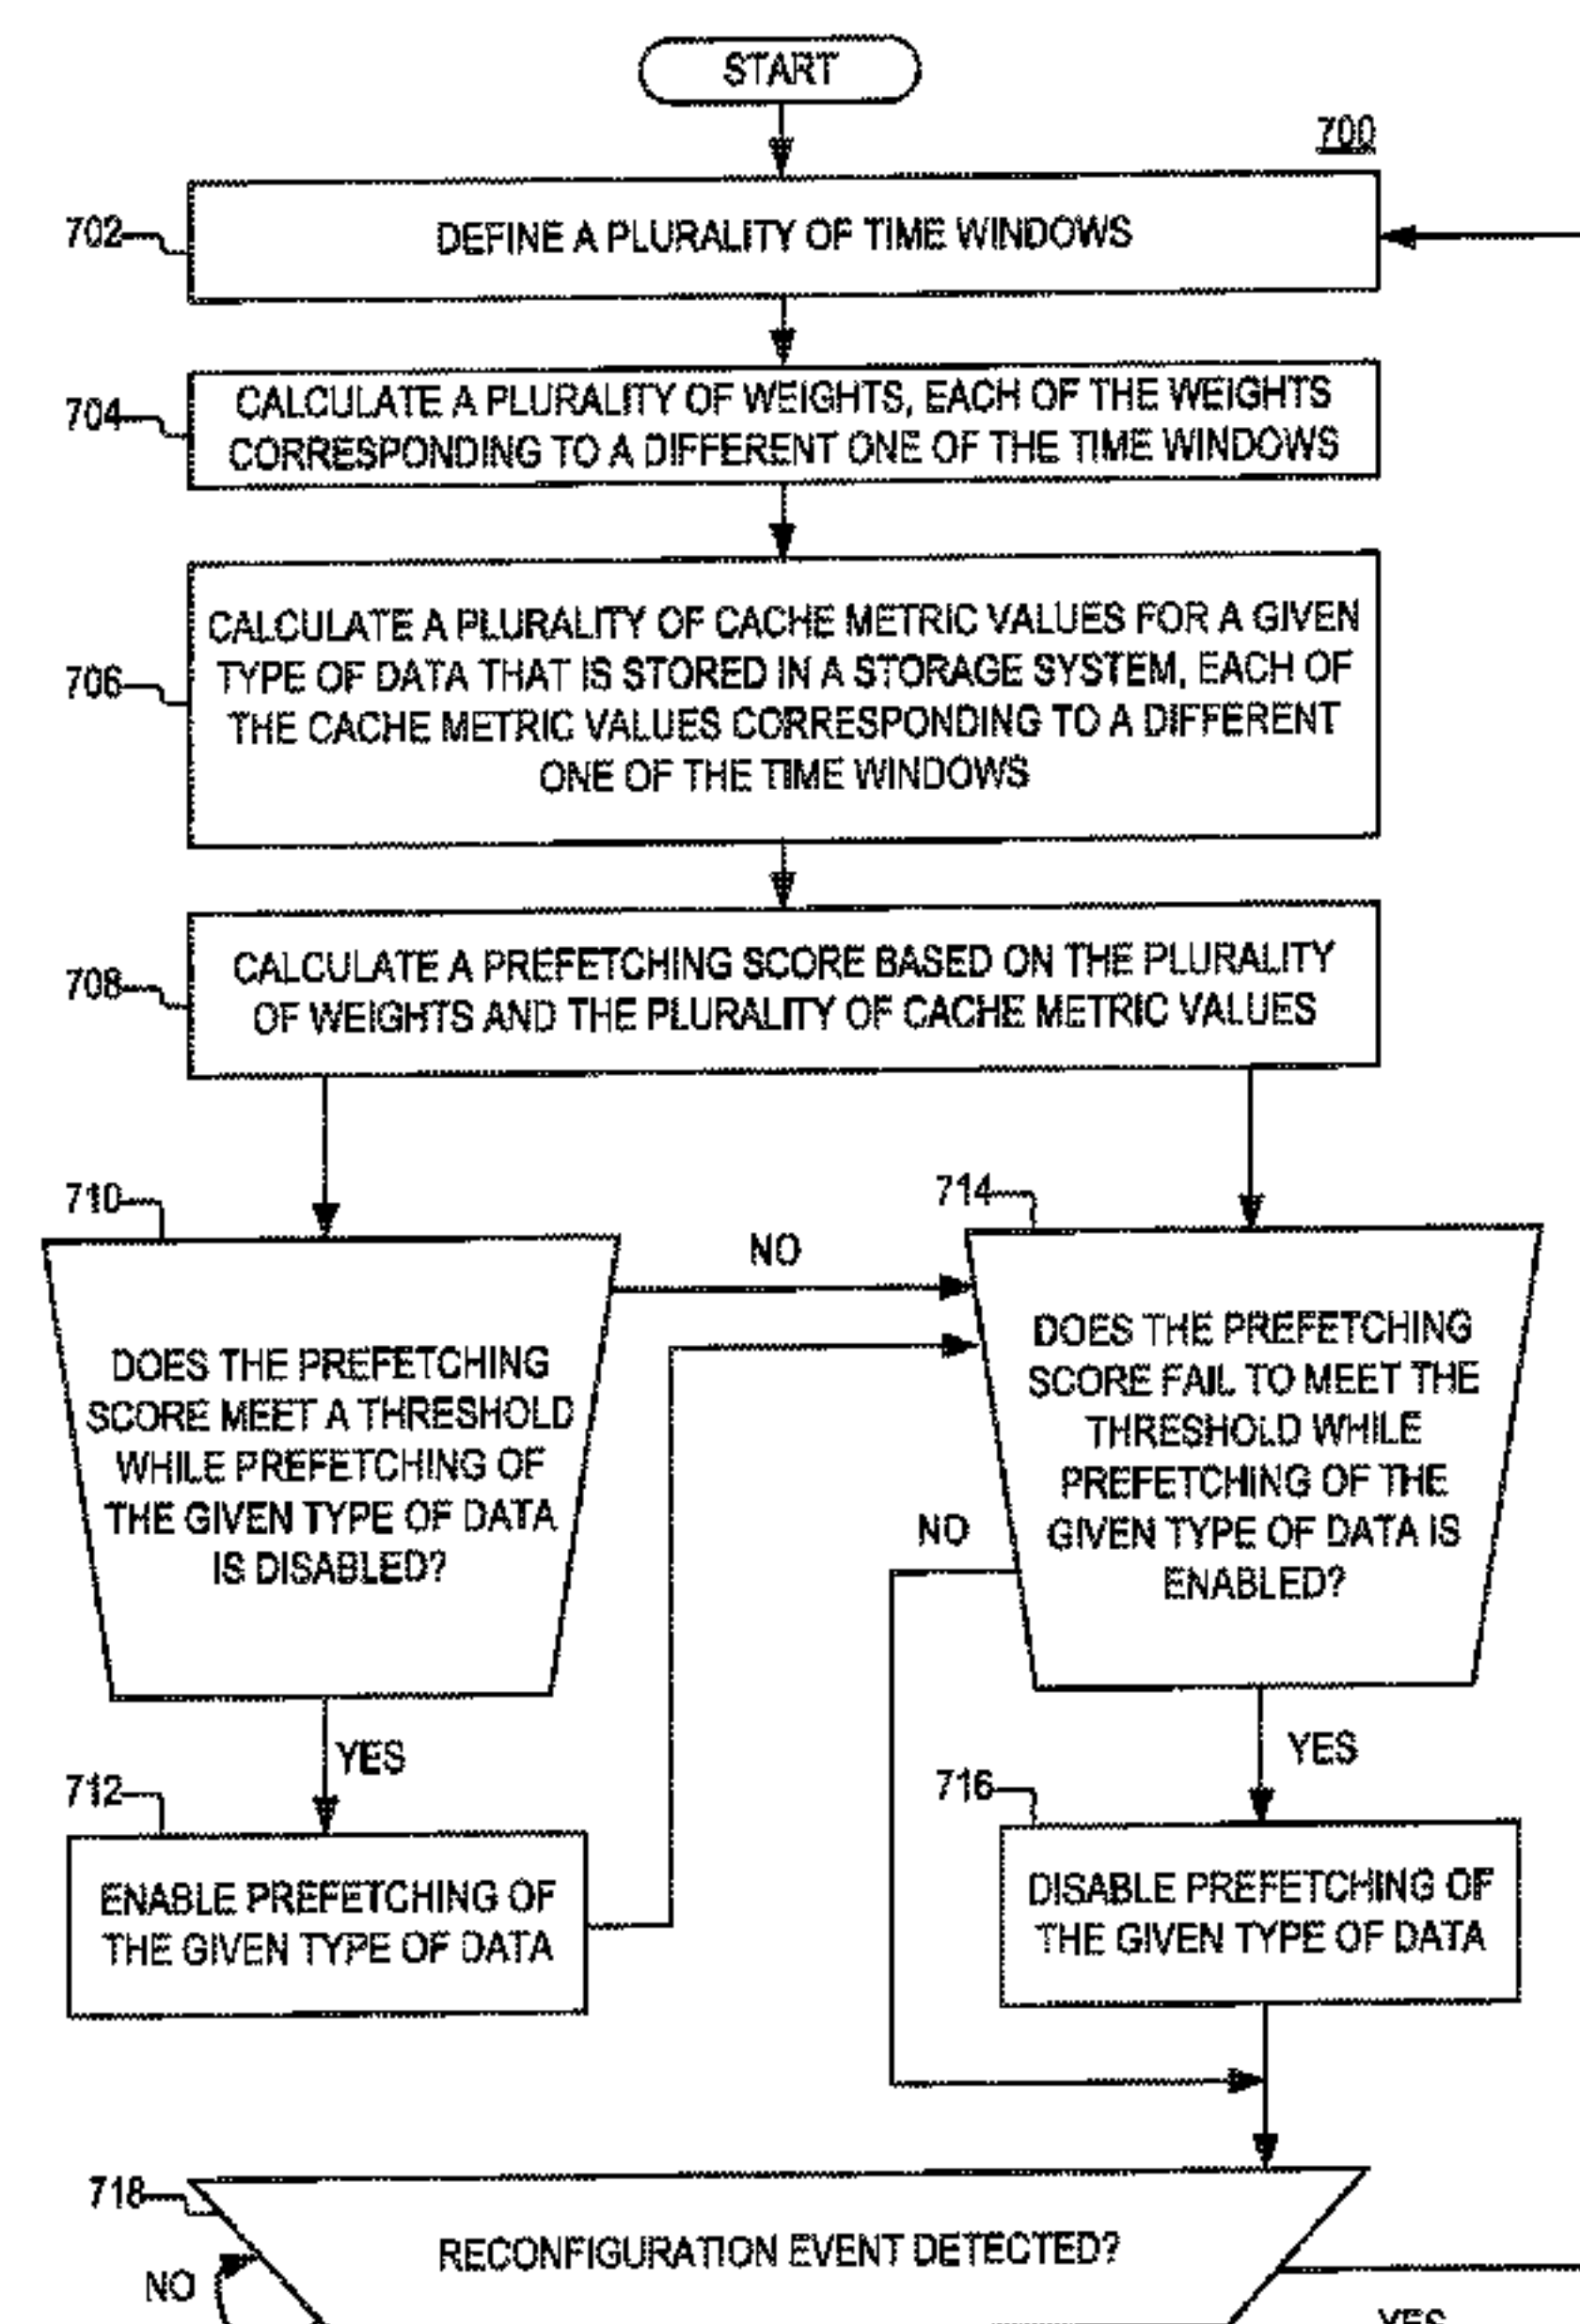 START
700
702
DEFINE A PLURALITY OF TIME WINDOWS
704
CALCULATE A PLURALITY OF WEIGHTS, EACH OF THE WEIGHTS
CORRESPONDING TO A DIFFERENT ONE OF THE TIME WINDOWS
706
CALCULATE A PLURALITY OF CACHE METRIC VALUES FOR A GIVEN
TYPE OF DATA THAT IS STORED IN A STORAGE SYSTEM, EACH OF
THE CACHE METRIC VALUES CORRESPONDING TO A DIFFERENT
ONE OF THE TIME WINDOWS
708
CALCULATE A PREFETCHING SCORE BASED ON THE PLURALITY
OF WEIGHTS AND THE PLURALITY OF CACHE METRIC VALUES
710
DOES THE PREFETCHING
SCORE MEET A THRESHOLD
WHILE PREFETCHING OF
THE GIVEN TYPE OF DATA
IS DISABLED?
NO
714
DOES THE PREFETCHING
SCORE FAIL TO MEET THE
THRESHOLD WHILE
PREFETCHING OF THE
GIVEN TYPE OF DATA IS
ENABLED?
NO
YES
712
ENABLE PREFETCHING OF
THE GIVEN TYPE OF DATA
YES
716
DISABLE PREFETCHING OF
THE GIVEN TYPE OF DATA
718
RECONFIGURATION EVENT DETECTED?
NO
YES